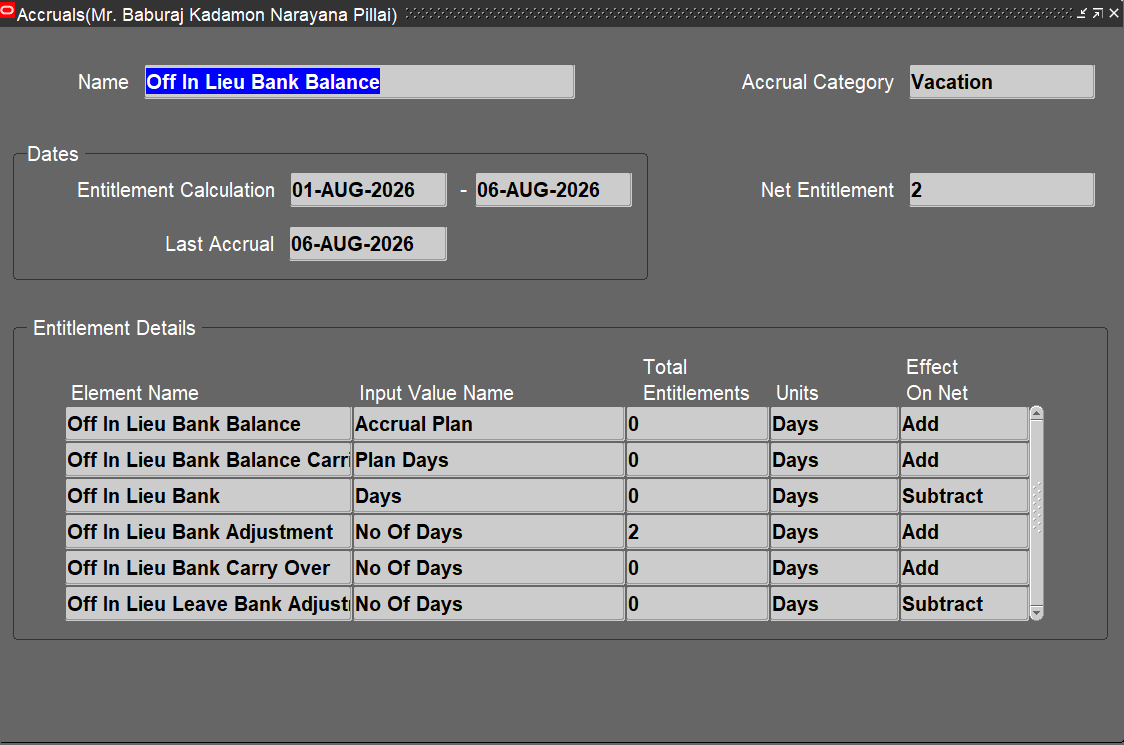 Accruals(Mr. Baburaj Kadamon Narayana Pillai)
Name Off In Lieu Bank Balance Accrual Category Vacation
Dates
Entitlement Calculation 01-AUG-2026 - 06-AUG-2026 Net Entitlement 2
Last Accrual 06-AUG-2026
Entitlement Details
Total Effect
Element Name Input Value Name Entitlements Units On Net
Off In Lieu Bank Balance Accrual Plan 0 Days Add
Off In Lieu Bank Balance Carri Plan Days 0 Days Add
Off In Lieu Bank Days 0 Days Subtract
Off In Lieu Bank Adjustment No Of Days 2 Days Add
Off In Lieu Bank Carry Over No Of Days 0 Days Add
Off In Lieu Leave Bank Adjust No Of Days 0 Days Subtract